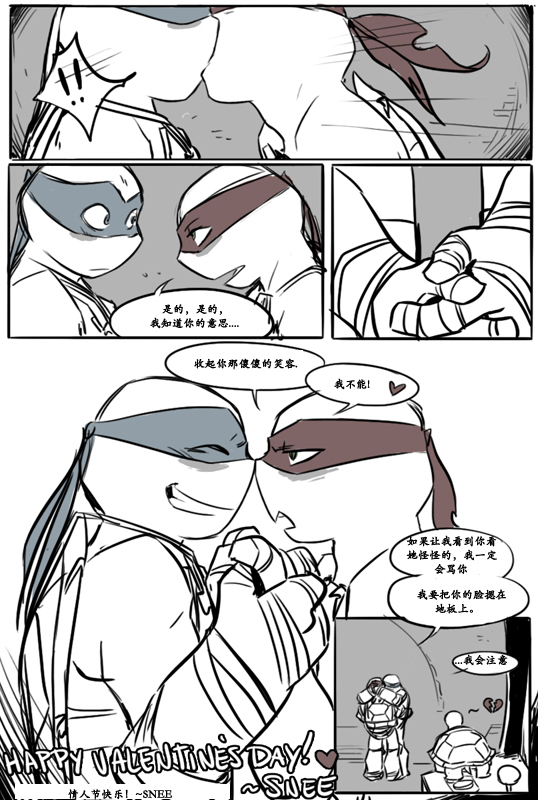 !!
是的，是的，
我知道你的意思....
收起你那傻傻的笑容.
我不能!
如果让我看到你看
她怪怪的，我一定
会骂你
我要把你的脸摁在
地板上。
...我会注意
HAPPY VALENTINE'S DAY!
~SNEE
情人节快乐! ~SNEE